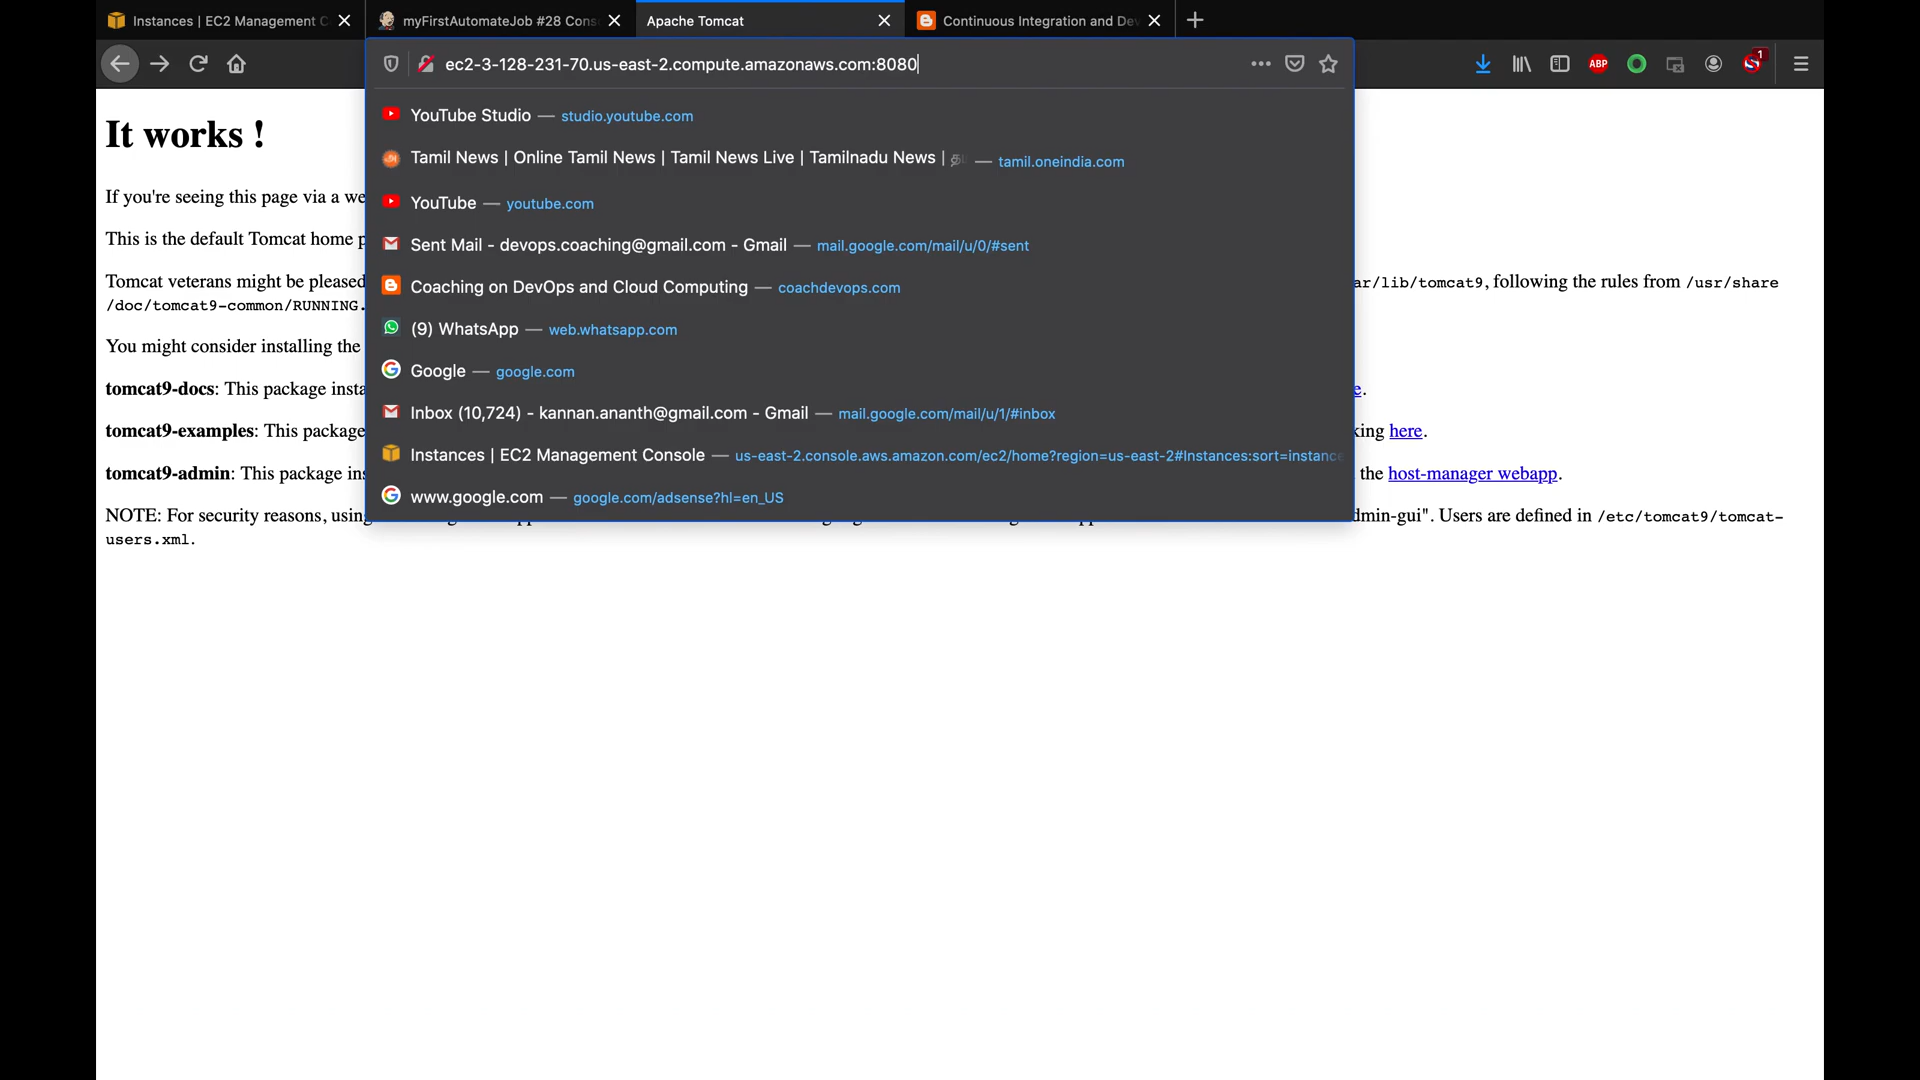 Instances | EC2 Management C
myFirstAutomateJob #28 Cons
Apache Tomcat
Continuous Integration and Dev
ec2-3-128-231-70.us-east-2.compute.amazonaws.com:8080
ABP
1
YouTube Studio — studio.youtube.com
Tamil News | Online Tamil News | Tamil News Live | Tamilnadu News | — tamil.oneindia.com
YouTube — youtube.com
Sent Mail - devops.coaching@gmail.com - Gmail — mail.google.com/mail/u/0/#sent
Coaching on DevOps and Cloud Computing — coachdevops.com
(9) WhatsApp — web.whatsapp.com
Google — google.com
Inbox (10,724) - kannan.ananth@gmail.com - Gmail — mail.google.com/mail/u/1/#inbox
Instances | EC2 Management Console — us-east-2.console.aws.amazon.com/ec2/home?region=us-east-2#Instances:sort=instance
www.google.com — google.com/adsense?hl=en_US
It works !
If you're seeing this page via a we
This is the default Tomcat home p
Tomcat veterans might be pleased ar/lib/tomcat9, following the rules from /usr/share
/doc/tomcat9-common/RUNNING.
You might consider installing the
tomcat9-docs: This package insta e.
tomcat9-examples: This package king here.
tomcat9-admin: This package ins the host-manager webapp.
NOTE: For security reasons, using dmin-gui". Users are defined in /etc/tomcat9/tomcat-
users.xml.